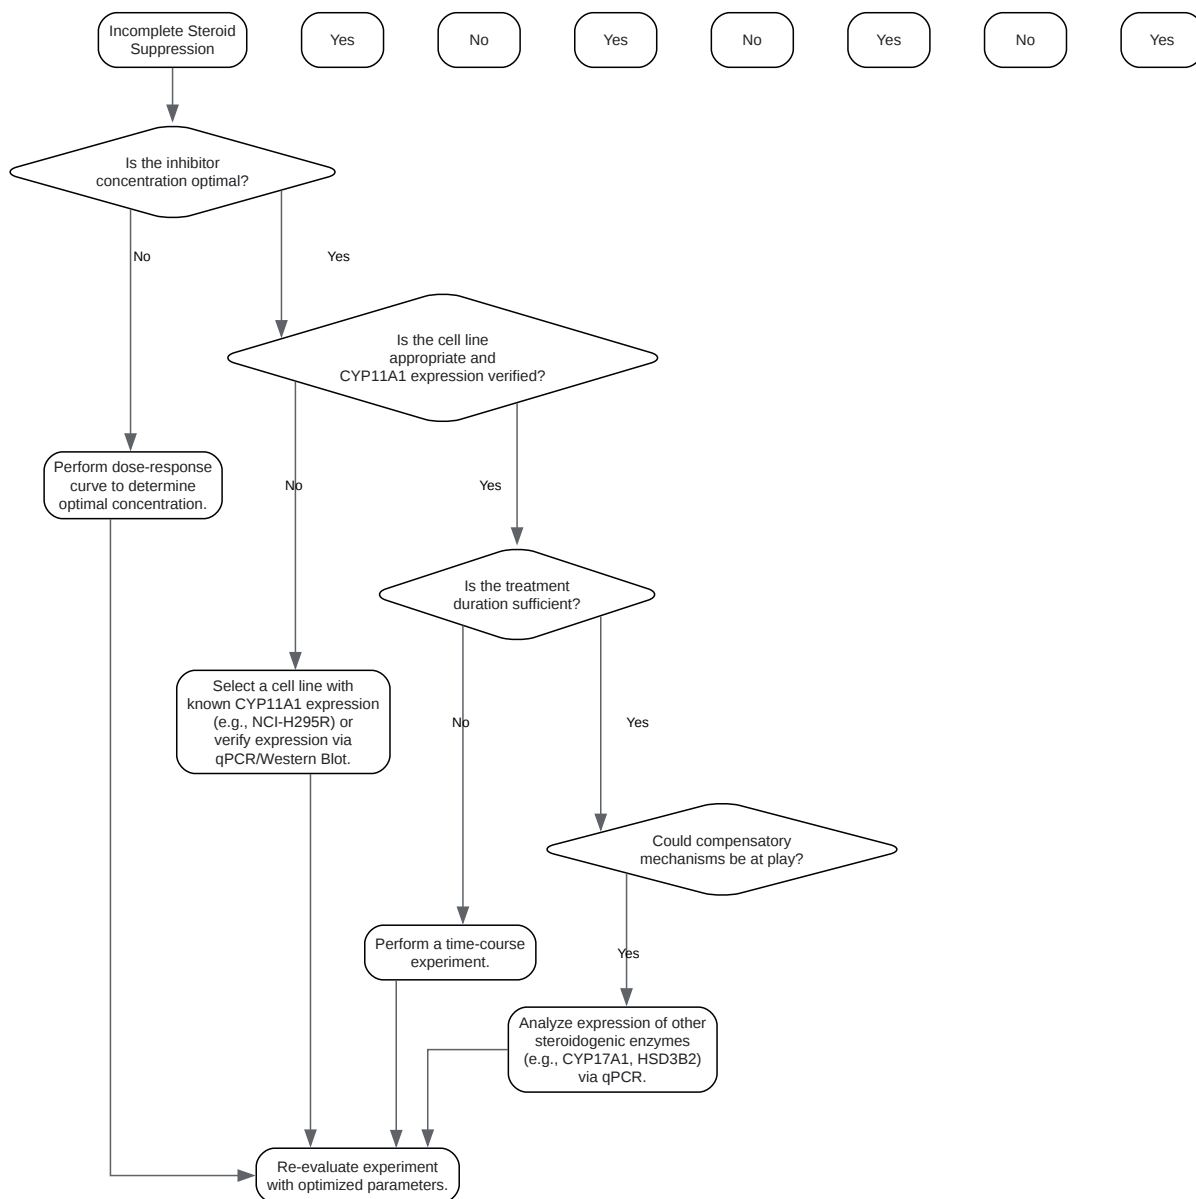 Incomplete Steroid
Suppression
Yes
No
Yes
No
Yes
No
Yes
Is the inhibitor
concentration optimal?
No
Yes
Is the cell line
appropriate and
CYP11A1 expression verified?
Perform dose-response
curve to determine
optimal concentration.
No
Yes
Is the treatment
duration sufficient?
Select a cell line with
known CYP11A1 expression
(e.g., NCI-H295R) or
verify expression via
qPCR/Western Blot.
No
Yes
Could compensatory
mechanisms be at play?
Perform a time-course
experiment.
Yes
Analyze expression of other
steroidogenic enzymes
(e.g., CYP17A1, HSD3B2)
via qPCR.
Re-evaluate experiment
with optimized parameters.